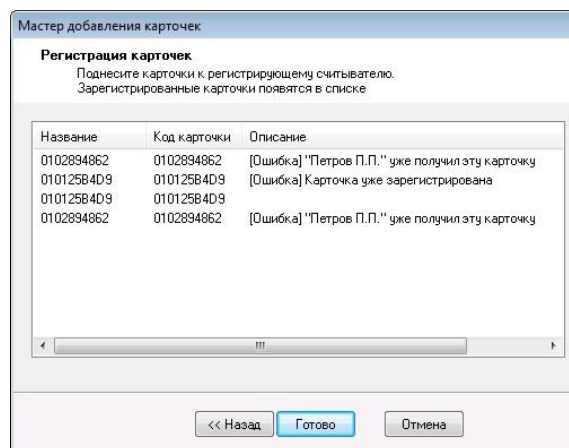 Мастер добавления карточек
Регистрация карточек
Поднесите карточки к регистрирующему считывателю.
Зарегистрированные карточки появятся в списке
Название Код карточки Описание
0102894862 0102894862 [Ошибка] "Петров П.П." уже получил эту карточку
010125B4D9 010125B4D9 [Ошибка] Карточка уже зарегистрирована
010125B4D9 010125B4D9
0102894862 0102894862 [Ошибка] "Петров П.П." уже получил эту карточку
<< Назад Готово Отмена